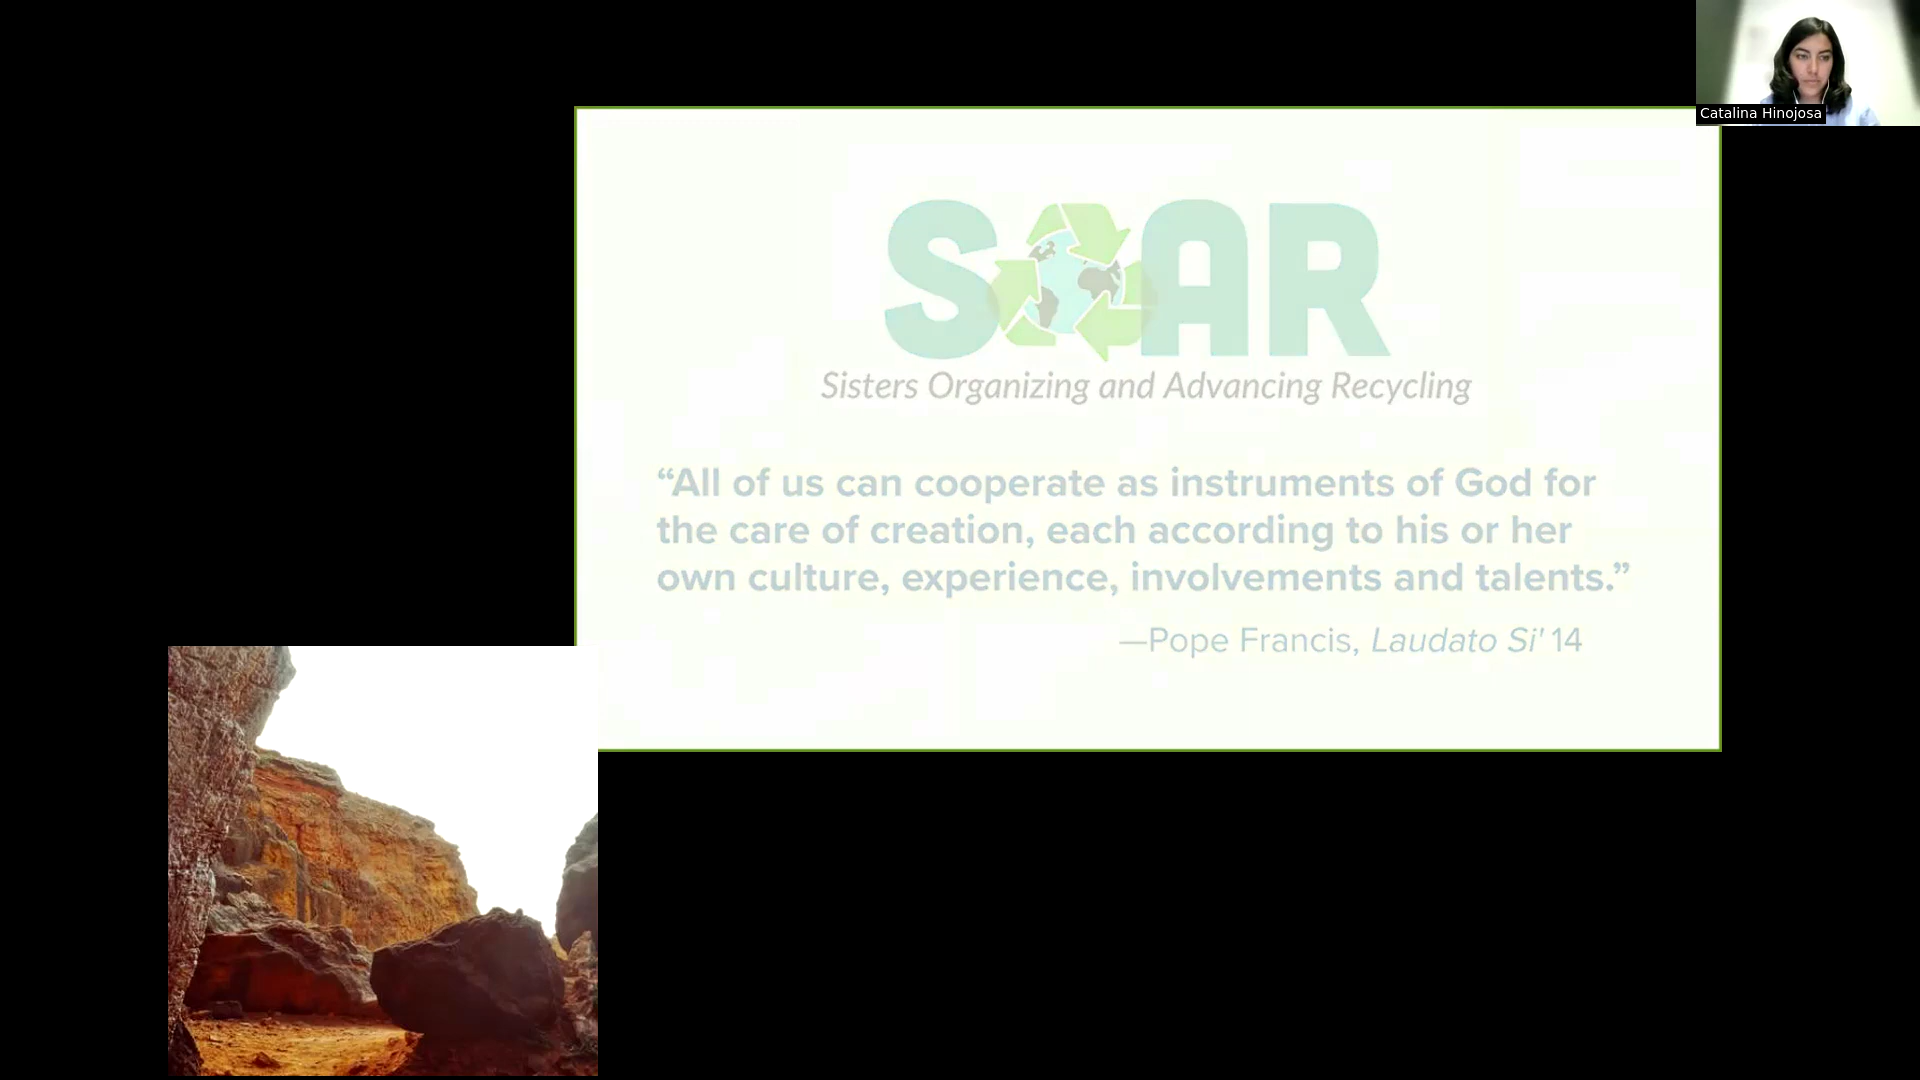 Catalina Hinojosa
SOAR
Sisters Organizing and Advancing Recycling
“All of us can cooperate as instruments of God for
the care of creation, each according to his or her
own culture, experience, involvements and talents.”
—Pope Francis, Laudato Si' 14